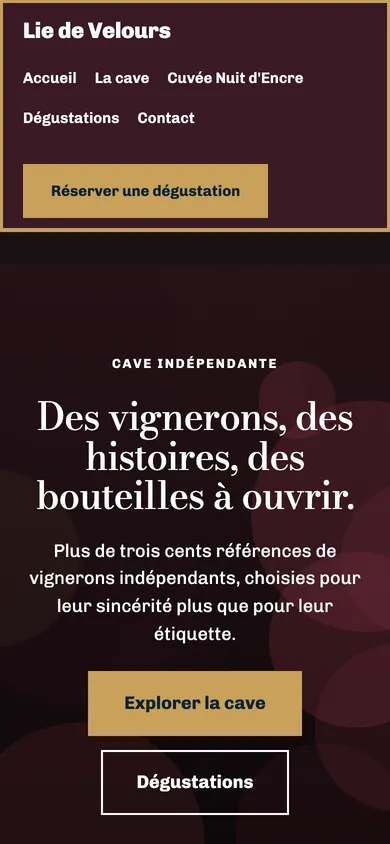 Lie de Velours
Accueil La cave Cuvée Nuit d'Encre
Dégustations Contact
Réserver une dégustation
CAVE INDÉPENDANTE
Des vignerons, des
histoires, des
bouteilles à ouvrir.
Plus de trois cents références de
vignerons indépendants, choisies pour
leur sincérité plus que pour leur
étiquette.
Explorer la cave
Dégustations